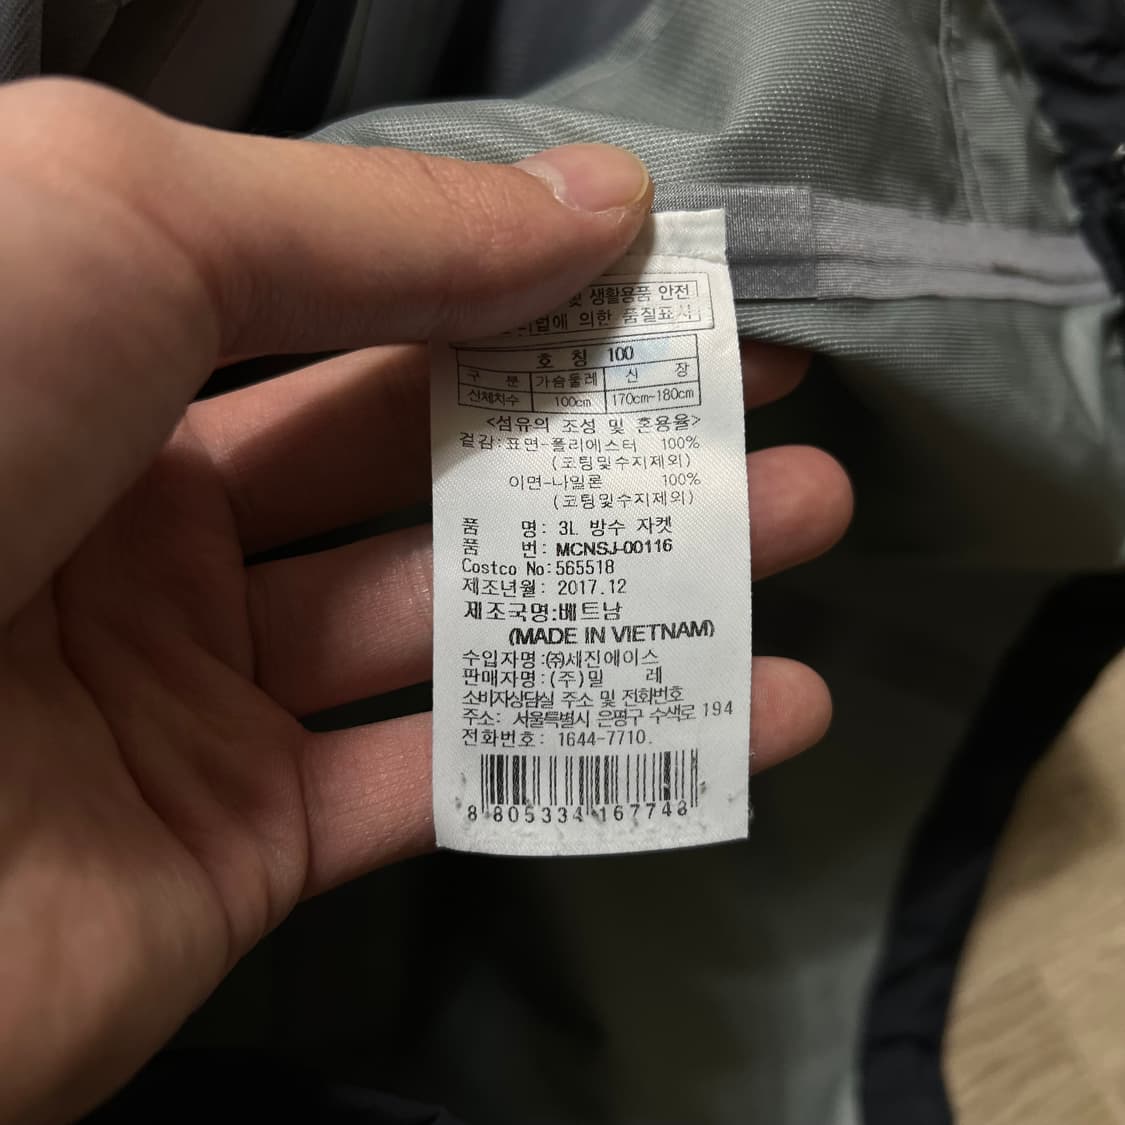 생활용품 안전
에 의한 품질표시
호 칭 100
구 분 가슴둘레 신 장
신체치수 100cm 170cm~180cm
<섬유의 조성 및 혼용율>
겉감:표면-폴리에스터 100%
(코팅및수지제외)
이면-나일론 100%
(코팅및수지제외)
품 명: 3L 방수 자켓
품 번: MCNSJ-00116
Costco No:565518
제조년월: 2017.12
제조국명:베트남
(MADE IN VIETNAM)
수입자명:㈜세진에이스
판매자명:(주)밀 레
소비자상담실 주소 및 전화번호
주소: 서울특별시 은평구 수색로 194
전화번호: 1644-7710.
8 805334 167748